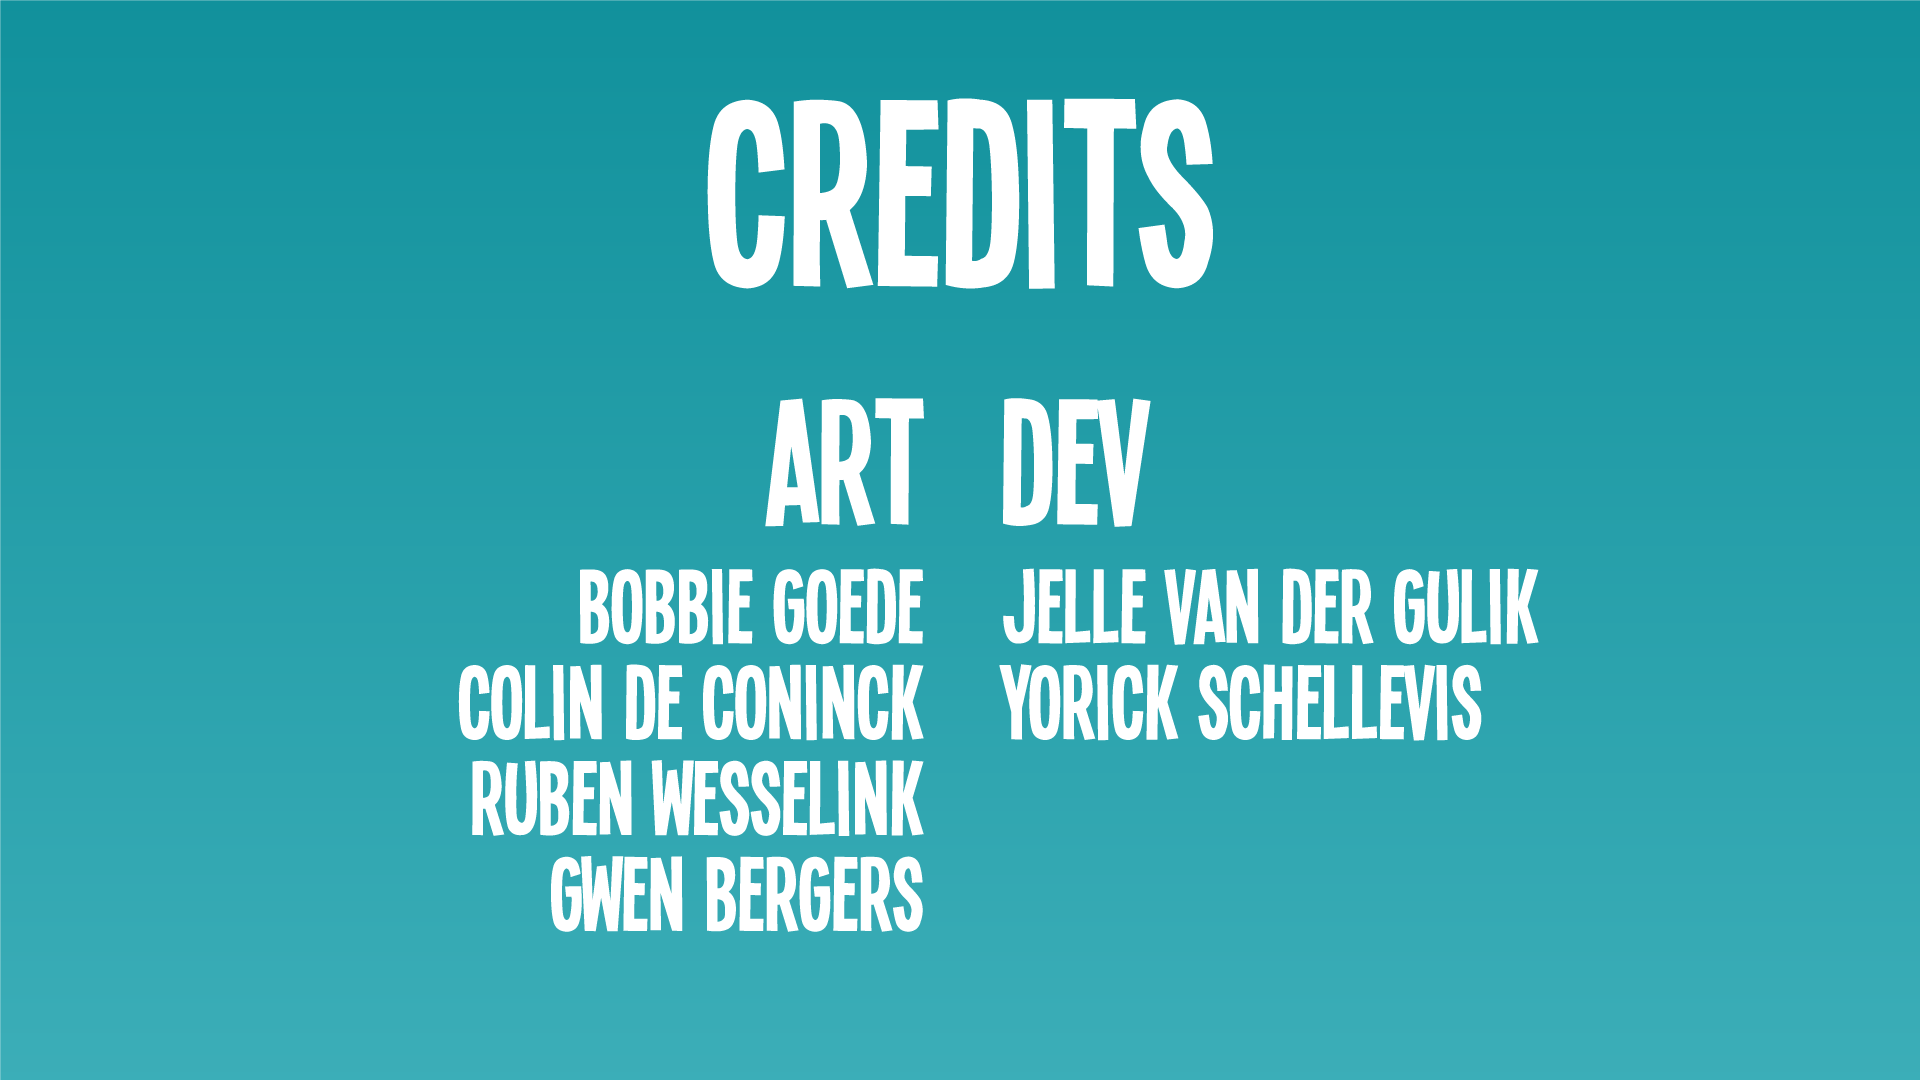 CREDITS
ART
BOBBIE GOEDE
COLIN DE CONINCK
RUBEN WESSELINK
GWEN BERGERS
DEV
JELLE VAN DER GULIK
YORICK SCHELLEVIS